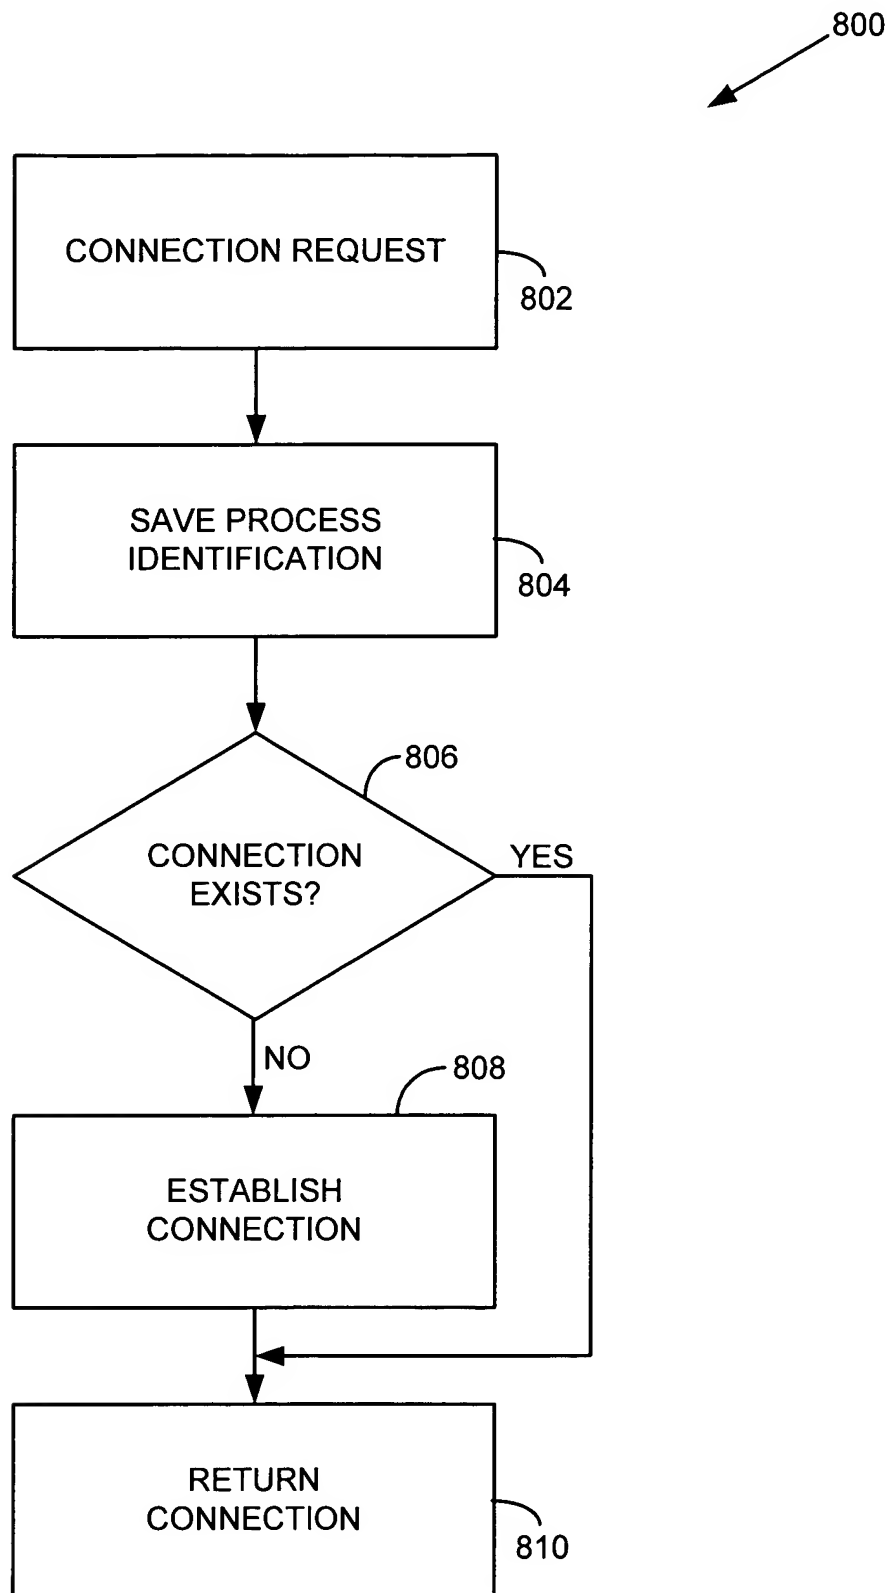 800
CONNECTION REQUEST
802
SAVE PROCESS
IDENTIFICATION
804
806
CONNECTION
EXISTS?
YES
NO
808
ESTABLISH
CONNECTION
RETURN
CONNECTION
810